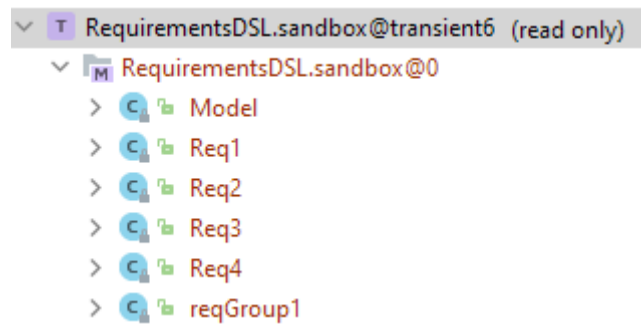 T RequirementsDSL.sandbox@transient6 (read only)
M RequirementsDSL.sandbox@0
C Model
C Req1
C Req2
C Req3
C Req4
C reqGroup1